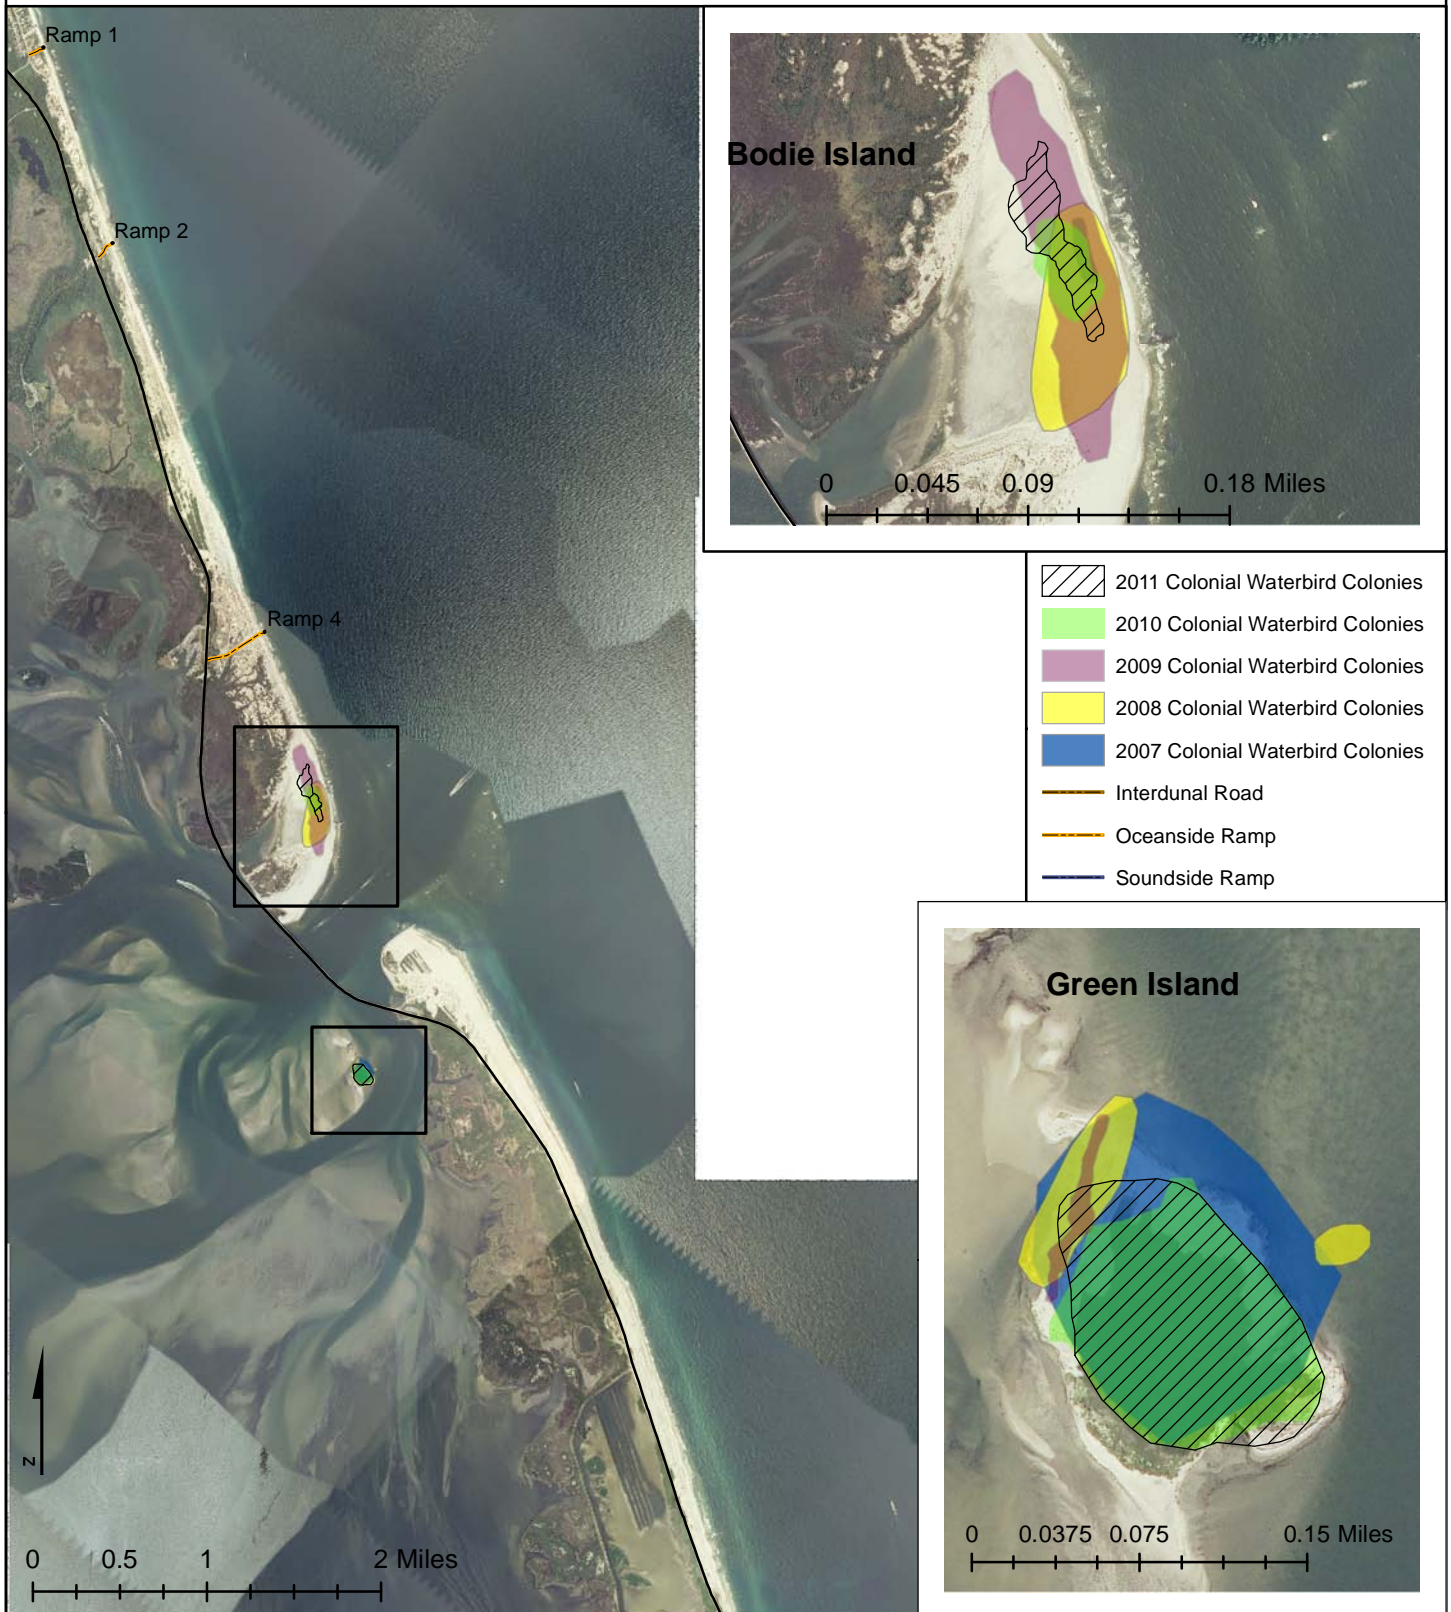 Ramp 1
Ramp 2
Ramp 4
Bodie Island
0 0.045 0.09 0.18 Miles
2011 Colonial Waterbird Colonies
2010 Colonial Waterbird Colonies
2009 Colonial Waterbird Colonies
2008 Colonial Waterbird Colonies
2007 Colonial Waterbird Colonies
Interdunal Road
Oceanside Ramp
Soundside Ramp
Green Island
0 0.0375 0.075 0.15 Miles
N
0 0.5 1 2 Miles